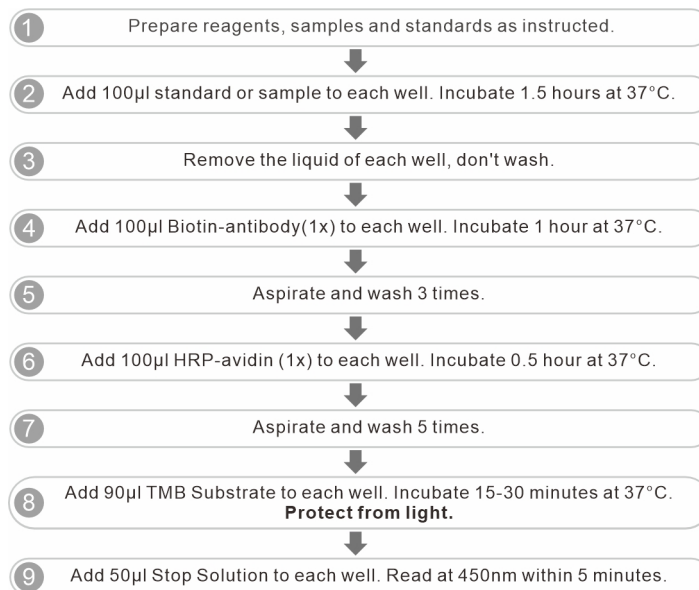 1 Prepare reagents, samples and standards as instructed.
2 Add 100µl standard or sample to each well. Incubate 1.5 hours at 37°C.
3 Remove the liquid of each well, don't wash.
4 Add 100µl Biotin-antibody(1x) to each well. Incubate 1 hour at 37°C.
5 Aspirate and wash 3 times.
6 Add 100µl HRP-avidin (1x) to each well. Incubate 0.5 hour at 37°C.
7 Aspirate and wash 5 times.
8 Add 90µl TMB Substrate to each well. Incubate 15-30 minutes at 37°C.
Protect from light.
9 Add 50µl Stop Solution to each well. Read at 450nm within 5 minutes.